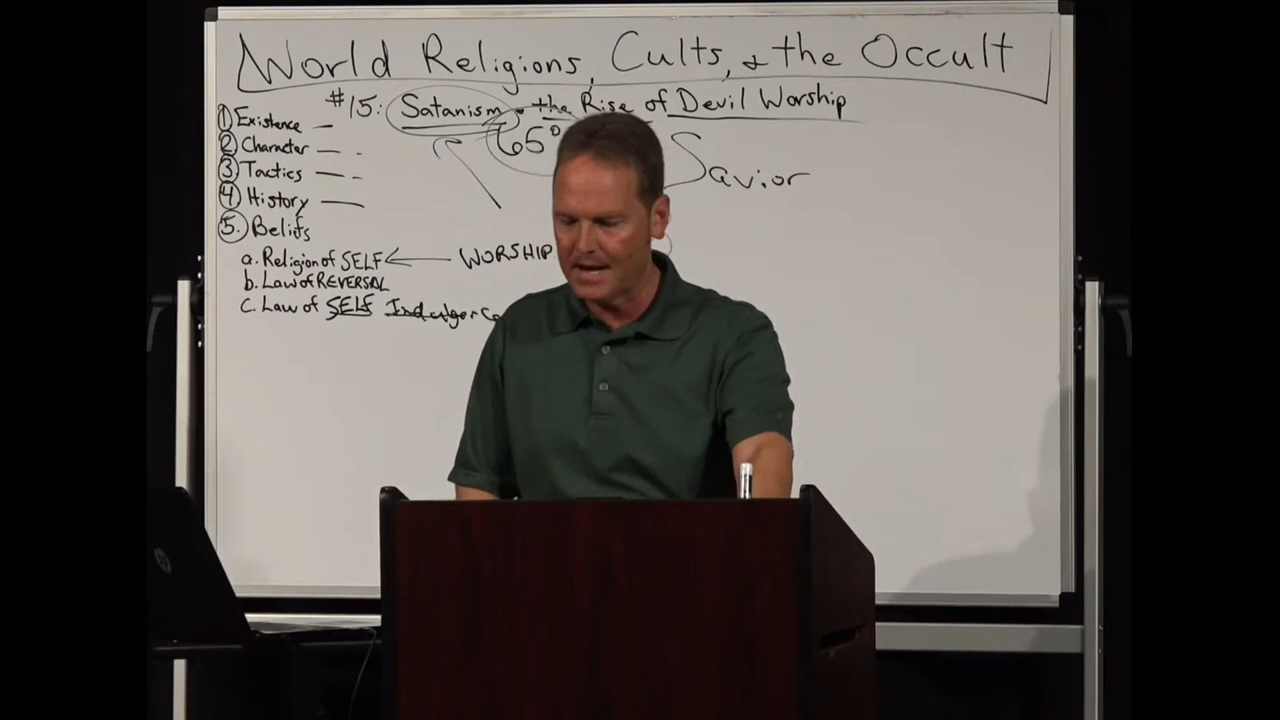 World Religions, Cults, & the Occult
#15: Satanism - the Rise of Devil Worship
65°
Savior
① Existence —
② Character — -
③ Tactics — -
④ History —
⑤. Beliefs
a. Religion of SELF ← WORSHIP
b. Law of REVERSAL
c. Law of SELF Indulgence
hp